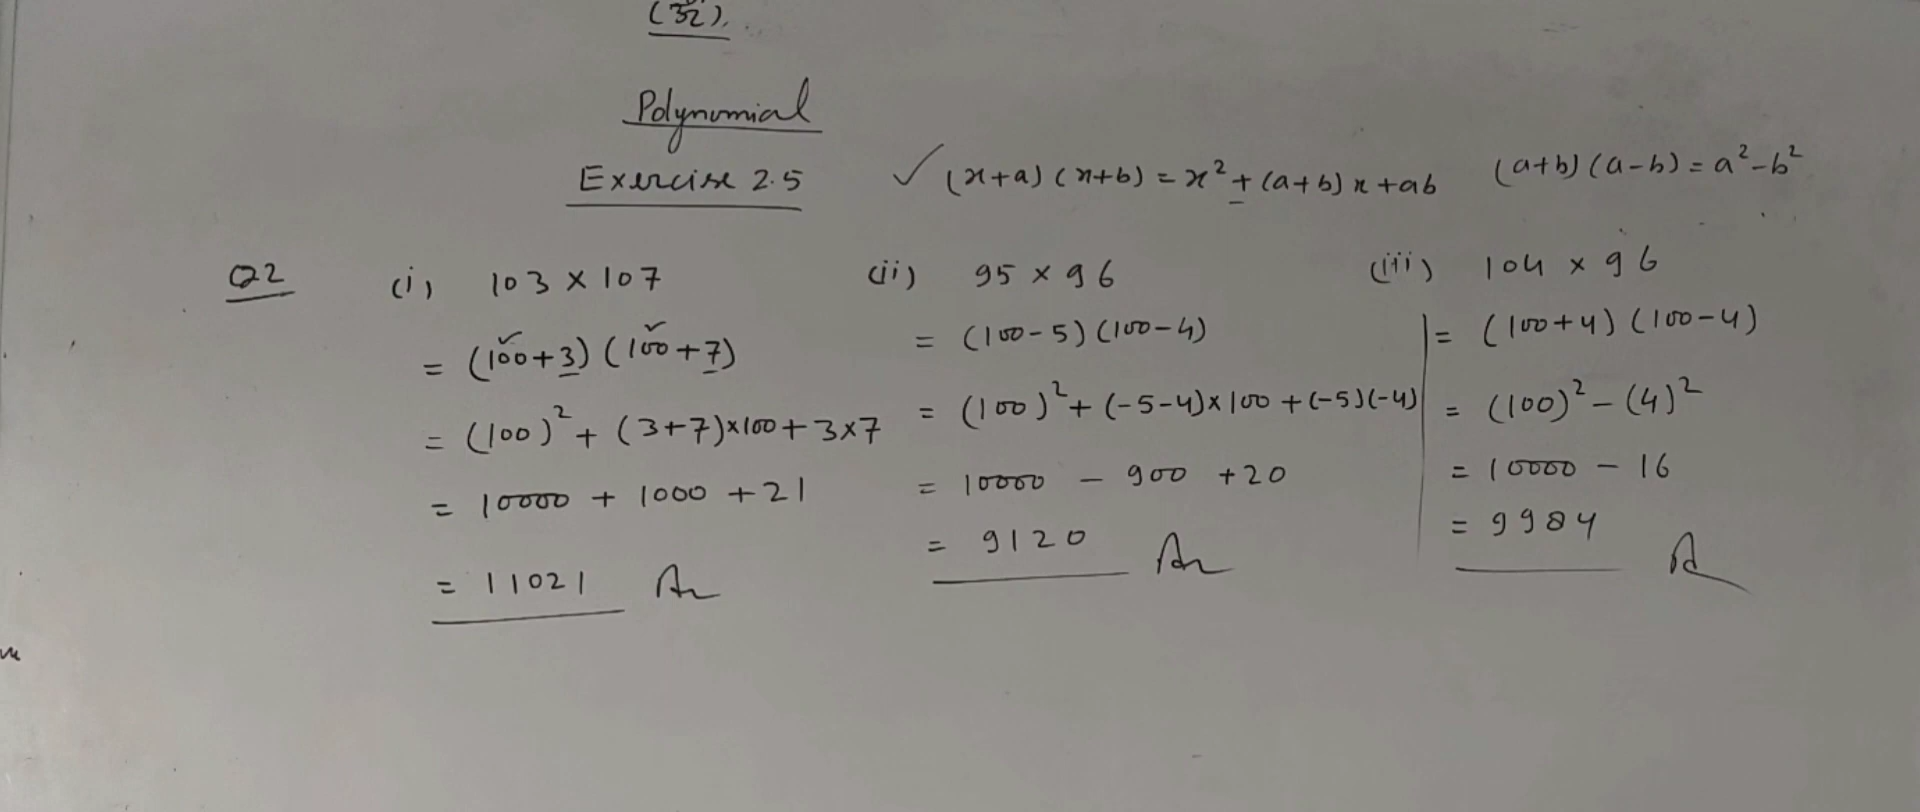 (32).
Polynomial
Exercise 2.5
✓ (x+a) (x+b) = x² + (a+b) x + ab
(a+b) (a-b) = a² - b²
Q2
(i) 103 × 107
= (100+3) (100+7)
= (100)² + (3+7)×100 + 3×7
= 10000 + 1000 + 21
= 11021
(ii) 95 × 96
= (100-5) (100-4)
= (100)² + (-5-4)×100 + (-5)(-4)
= 10000 - 900 + 20
= 9120
(iii) 104 × 96
= (100+4) (100-4)
= (100)² - (4)²
= 10000 - 16
= 9984